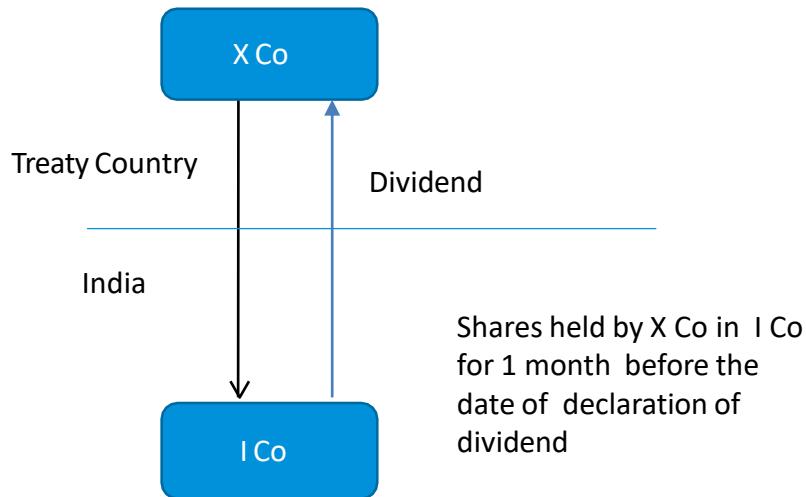 X Co
Treaty Country
Dividend
India
Shares held by X Co in I Co
for 1 month before the
date of declaration of
dividend
I Co